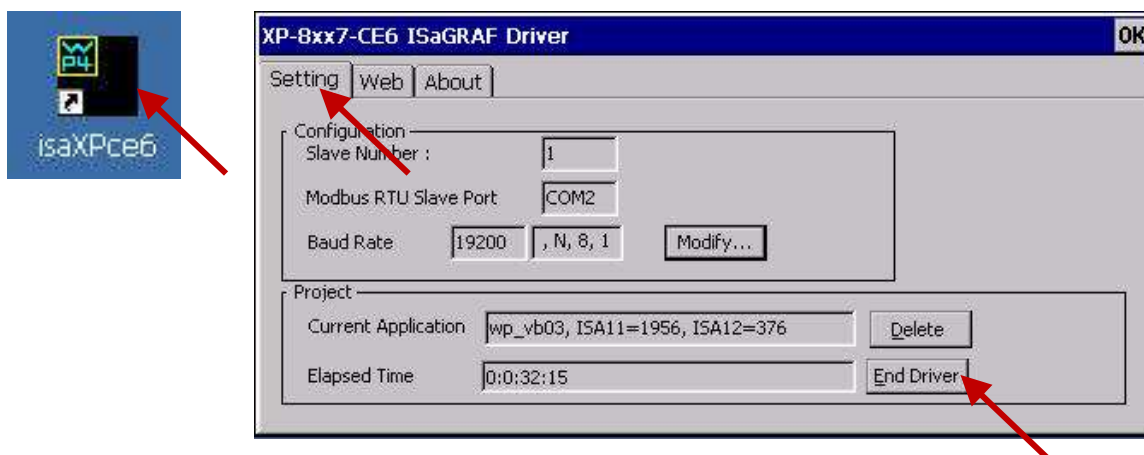 P4
isaXPce6
XP-8xx7-CE6 ISaGRAF Driver OK
Setting Web About
Configuration
Slave Number : 1
Modbus RTU Slave Port COM2
Baud Rate 19200 , N, 8, 1 Modify...
Project
Current Application wp_vb03, ISA11=1956, ISA12=376 Delete
Elapsed Time 0:0:32:15 End Driver